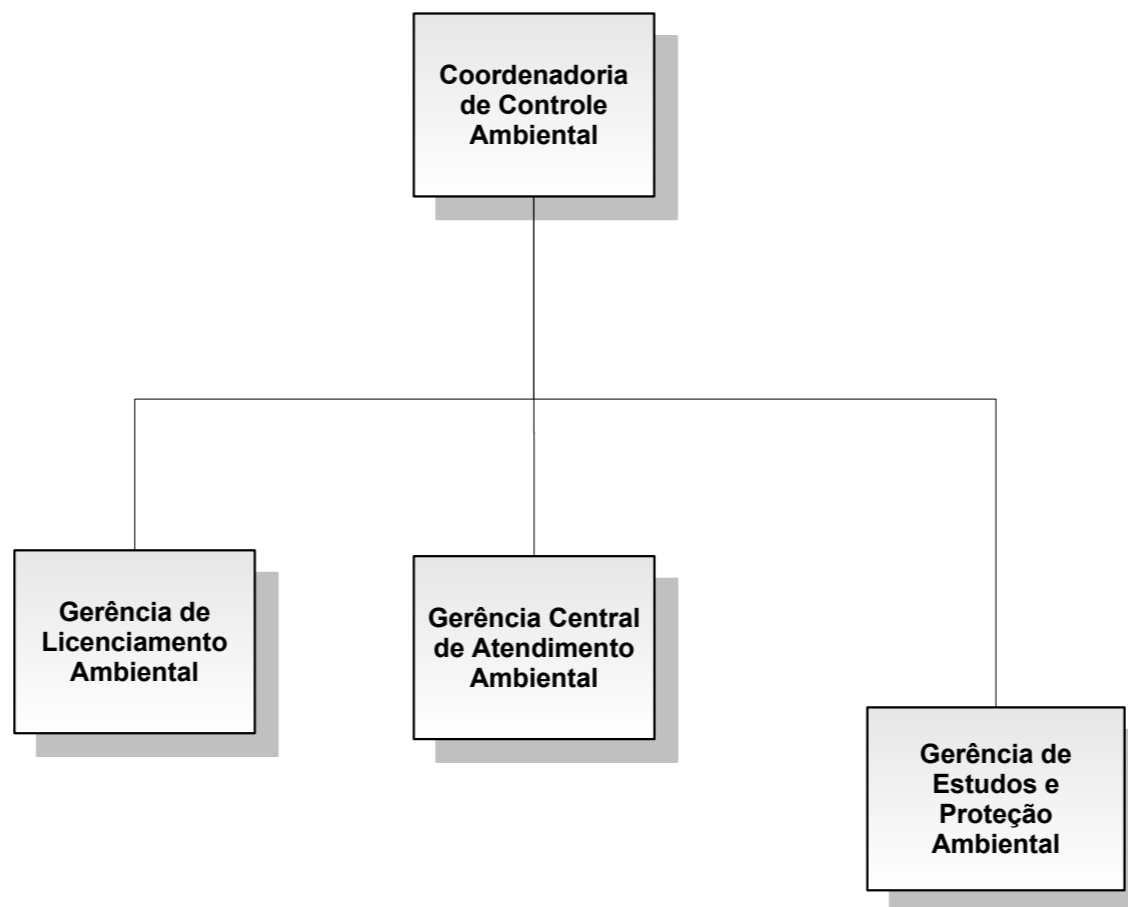 Coordenadoria
de Controle
Ambiental
Gerência de
Licenciamento
Ambiental
Gerência Central
de Atendimento
Ambiental
Gerência de
Estudos e
Proteção
Ambiental